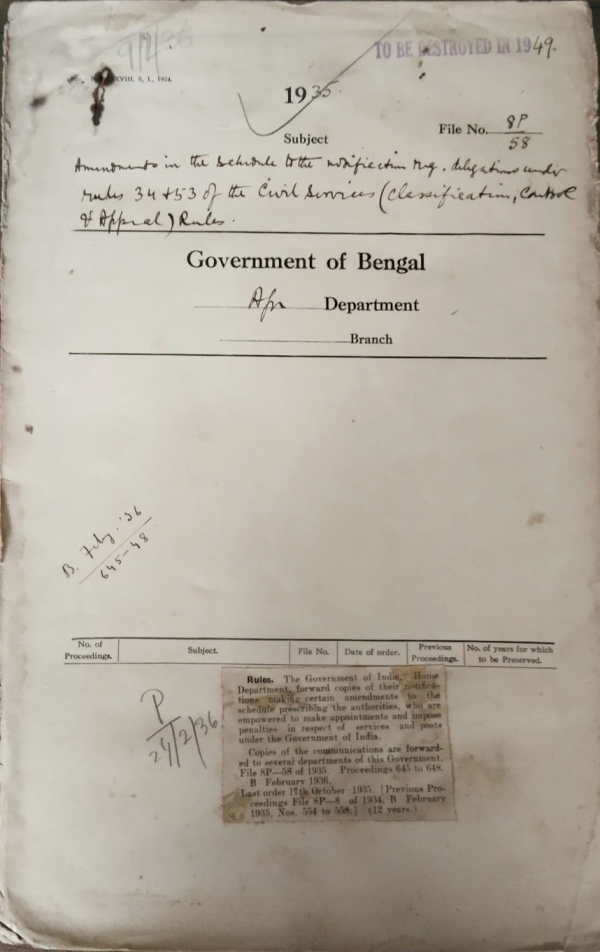 9/2/36
TO BE DESTROYED IN 1949.
XVIII. 8, 1, 1934.
1935
File No. 8P/58
Subject
Amendments in the schedule to the notification reg. delegations under
rules 34 & 53 of the Civil Services (Classification, Control
& Appeal) Rules.
Government of Bengal
Department
Branch
B. Feby. '36
645-48
No. of Proceedings. Subject. File No. Date of order. Previous Proceedings. No. of years for which to be Preserved.
P
24/2/36
Rules. The Government of India, Home
Department, forward copies of their notifica-
tions making certain amendments to the
schedule prescribing the authorities, who are
empowered to make appointments and impose
penalties in respect of services and posts
under the Government of India.
Copies of the communications are forward-
ed to several departments of this Government.
File 8P—58 of 1935. Proceedings 645 to 648.
B February 1936.
Last order 17th October 1935. [Previous Pro-
ceedings File 8P—8 of 1934, B February
1935, Nos. 554 to 558.] (12 years.)